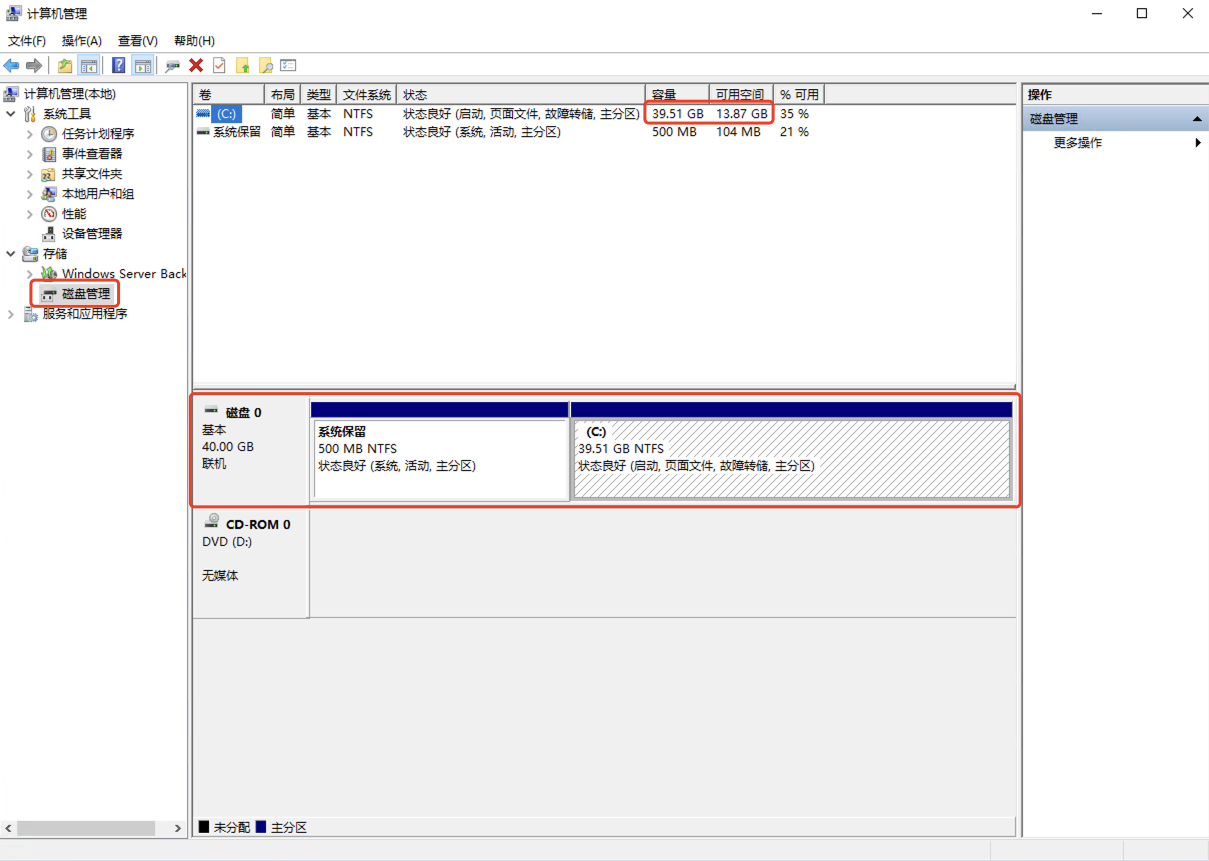 计算机管理
文件(F) 操作(A) 查看(V) 帮助(H)
计算机管理(本地)
系统工具
任务计划程序
事件查看器
共享文件夹
本地用户和组
性能
设备管理器
存储
Windows Server Back
磁盘管理
服务和应用程序
卷 布局 类型 文件系统 状态 容量 可用空间 % 可用
(C:) 简单 基本 NTFS 状态良好 (启动, 页面文件, 故障转储, 主分区) 39.51 GB 13.87 GB 35 %
系统保留 简单 基本 NTFS 状态良好 (系统, 活动, 主分区) 500 MB 104 MB 21 %
磁盘 0
基本
40.00 GB
联机
系统保留
500 MB NTFS
状态良好 (系统, 活动, 主分区)
(C:)
39.51 GB NTFS
状态良好 (启动, 页面文件, 故障转储, 主分区)
CD-ROM 0
DVD (D:)
无媒体
未分配 主分区
操作
磁盘管理
更多操作